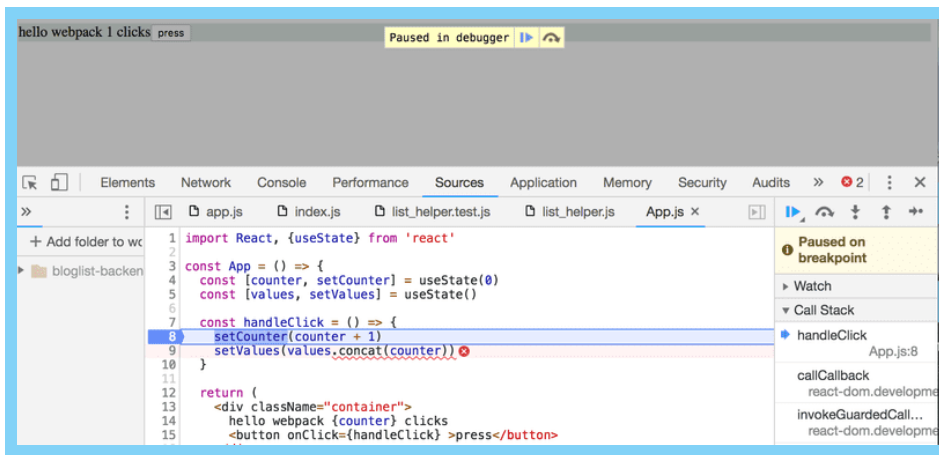 hello webpack 1 clicks press
Paused in debugger
Elements Network Console Performance Sources Application Memory Security Audits » 2
» app.js index.js list_helper.test.js list_helper.js App.js ×
+ Add folder to wc
bloglist-backen
1 import React, {useState} from 'react'
2
3 const App = () => {
4 const [counter, setCounter] = useState(0)
5 const [values, setValues] = useState()
6
7 const handleClick = () => {
8 setCounter(counter + 1)
9 setValues(values.concat(counter))
10 }
11
12 return (
13 <div className="container">
14 hello webpack {counter} clicks
15 <button onClick={handleClick} >press</button>
Paused on
breakpoint
Watch
Call Stack
handleClick
App.js:8
callCallback
react-dom.developme
invokeGuardedCall...
react-dom.developme